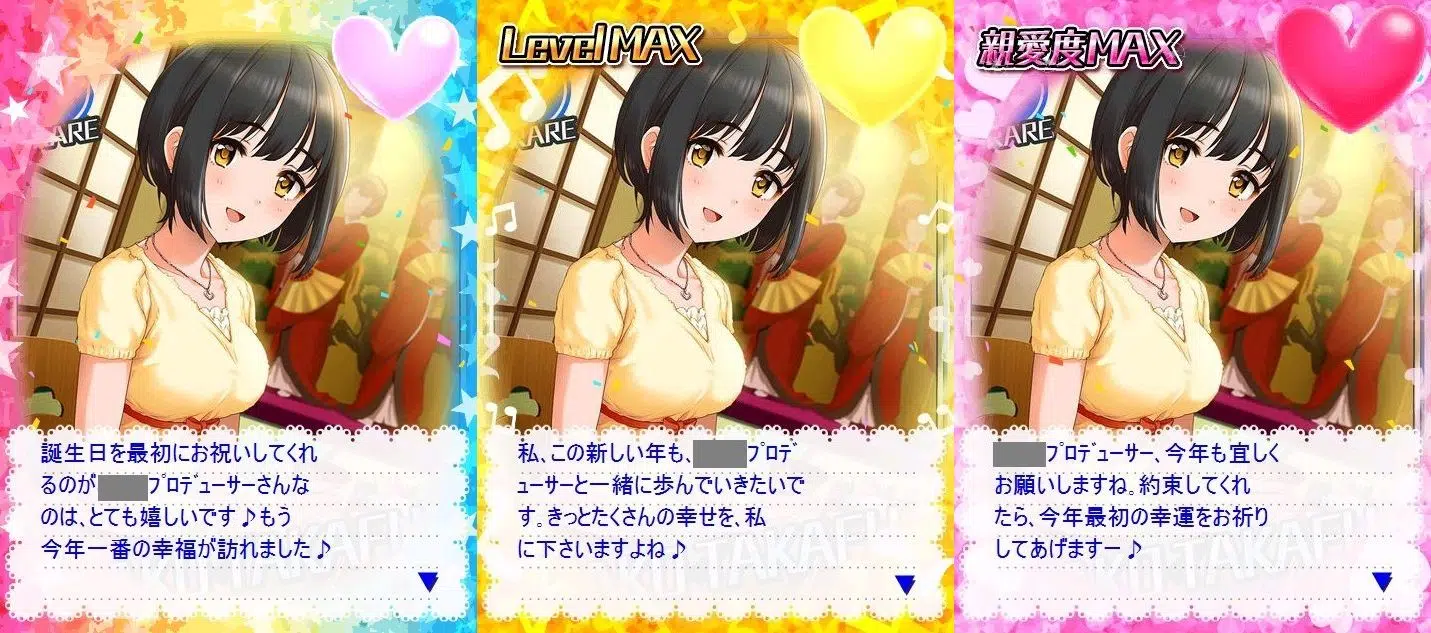 ARE
誕生日を最初にお祝いしてくれ
るのが ﾌﾟﾛﾃﾞｭｰｻｰさんな
のは、とても嬉しいです♪もう
今年一番の幸福が訪れました♪
▼
Level MAX
KARE
私、この新しい年も、 ﾌﾟﾛﾃﾞ
ｭｰｻｰと一緒に歩んでいきたいで
す。きっとたくさんの幸せを、私
に下さいますよね♪
▼
親愛度MAX
KARE
ﾌﾟﾛﾃﾞｭｰｻｰ、今年も宜しく
お願いしますね。約束してくれ
たら、今年最初の幸運をお祈り
してあげますー♪
▼